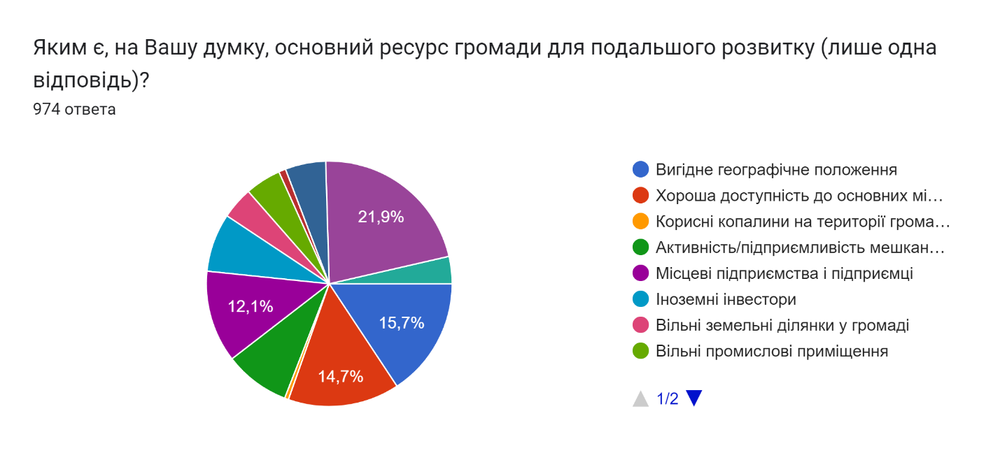 Яким є, на Вашу думку, основний ресурс громади для подальшого розвитку (лише одна
відповідь)?
974 ответа
21,9%
15,7%
14,7%
12,1%
Вигідне географічне положення
Хороша доступність до основних мі…
Корисні копалини на території грома…
Активність/підприємливість мешкан…
Місцеві підприємства і підприємці
Іноземні інвестори
Вільні земельні ділянки у громаді
Вільні промислові приміщення
1/2